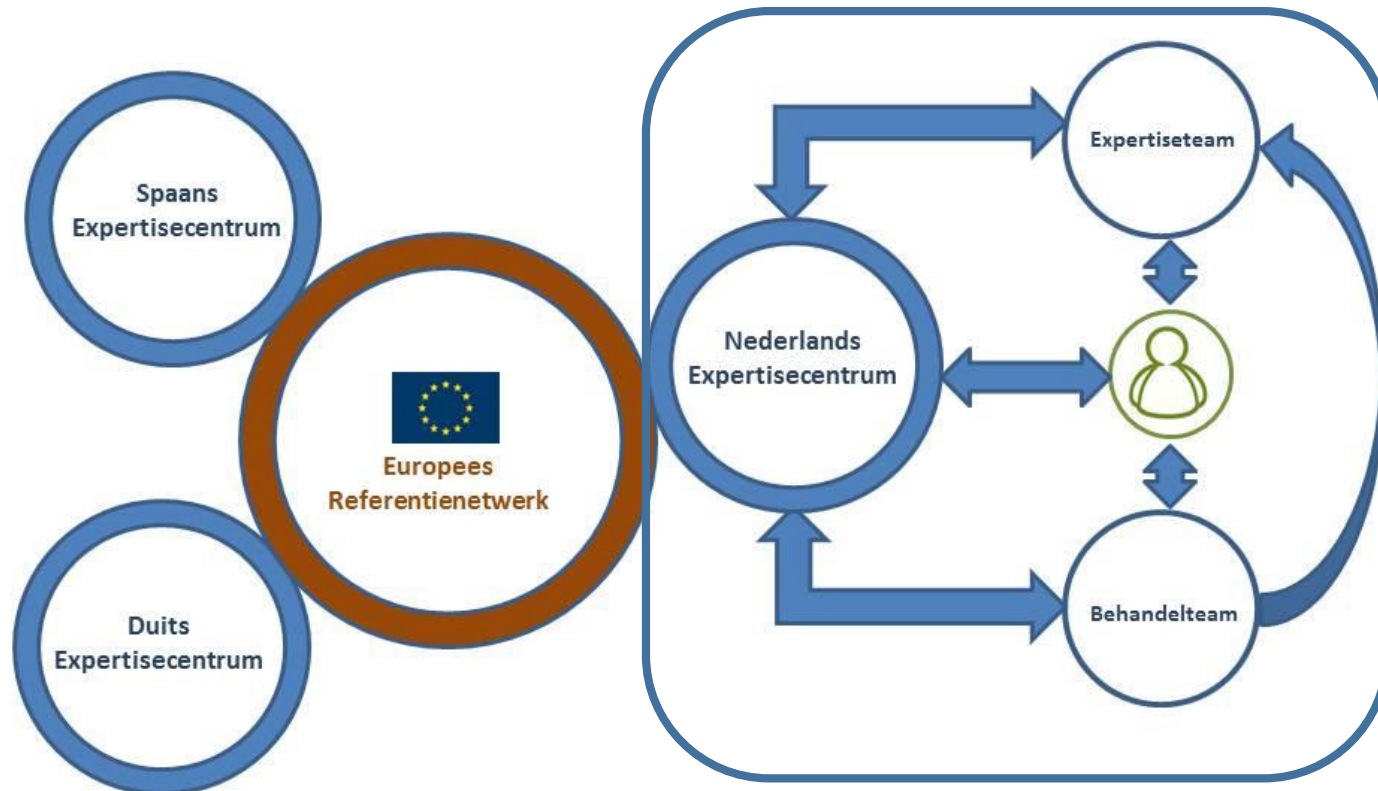 Spaans
Expertisecentrum
Europees
Referentienetwerk
Duits
Expertisecentrum
Nederlands
Expertisecentrum
Expertiseteam
Behandelteam